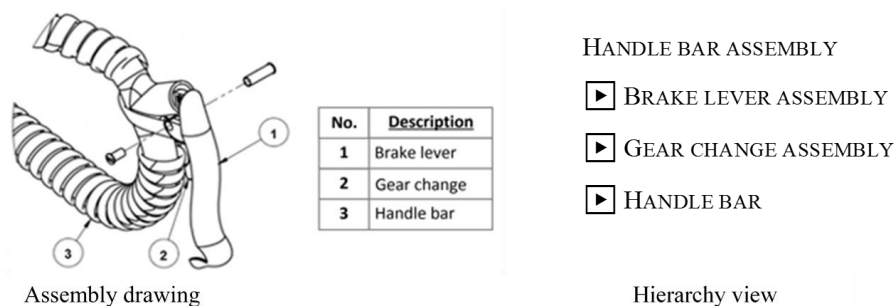 1
2
3
No. Description
1 Brake lever
2 Gear change
3 Handle bar
Assembly drawing
HANDLE BAR ASSEMBLY
BRAKE LEVER ASSEMBLY
GEAR CHANGE ASSEMBLY
HANDLE BAR
Hierarchy view